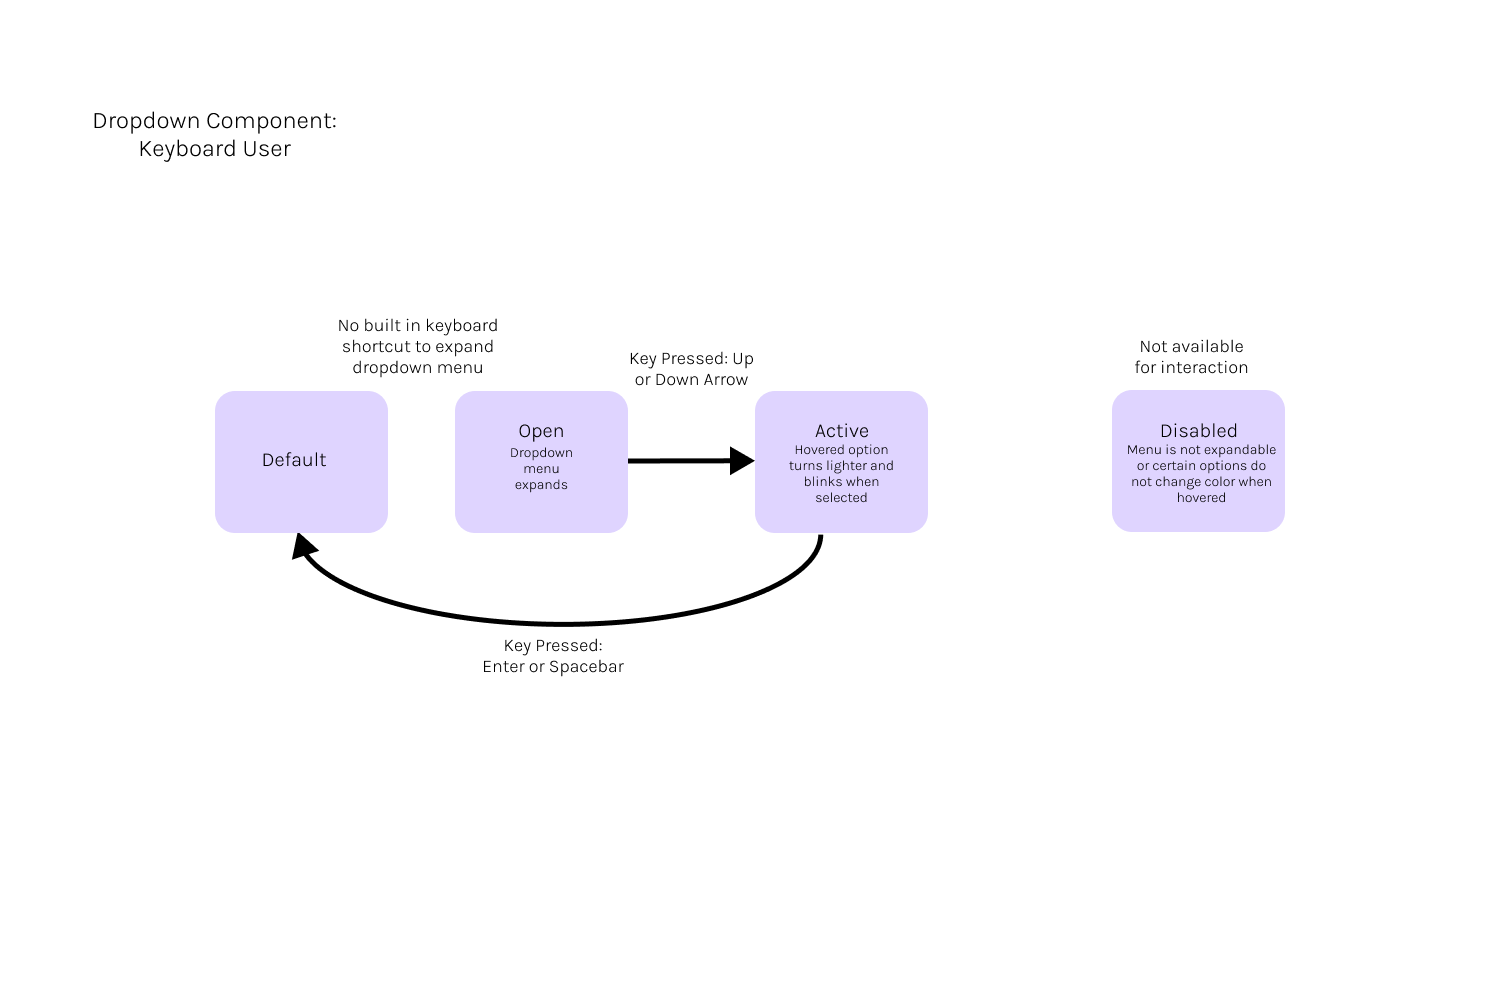 Dropdown Component:
Keyboard User
No built in keyboard
shortcut to expand
dropdown menu
Key Pressed: Up
or Down Arrow
Not available
for interaction
Default
Open
Dropdown
menu
expands
Active
Hovered option
turns lighter and
blinks when
selected
Disabled
Menu is not expandable
or certain options do
not change color when
hovered
Key Pressed:
Enter or Spacebar